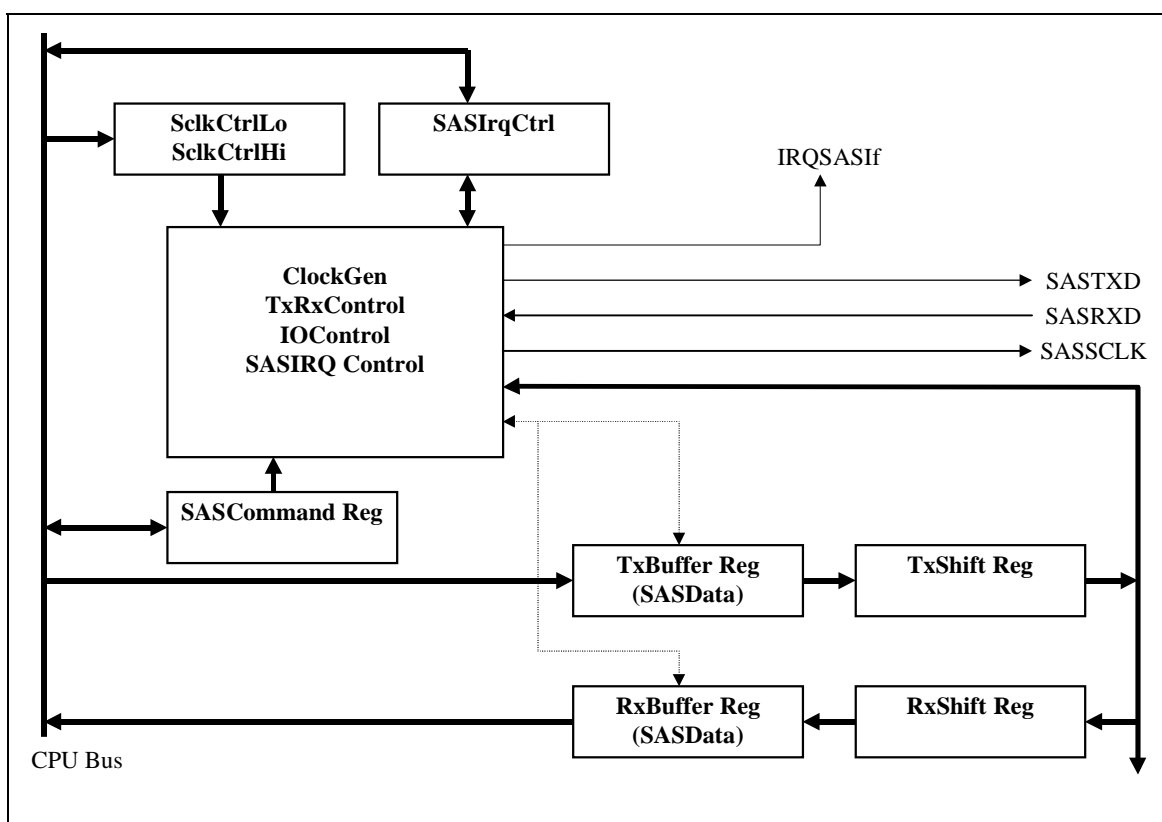 SclkCtrlLo
SclkCtrlHi
SASIrqCtrl
IRQSASIf
ClockGen
TxRxControl
IOControl
SASIRQ Control
SASTXD
SASRXD
SASSCLK
SASCommand Reg
TxBuffer Reg
(SASData)
TxShift Reg
RxBuffer Reg
(SASData)
RxShift Reg
CPU Bus